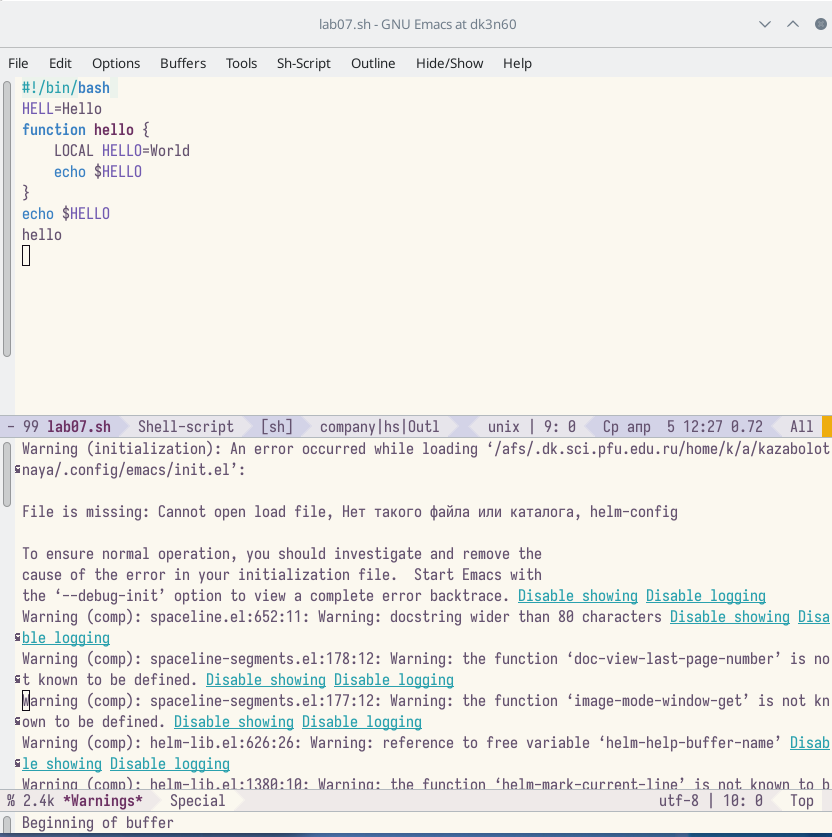 lab07.sh - GNU Emacs at dk3n60
File Edit Options Buffers Tools Sh-Script Outline Hide/Show Help
#!/bin/bash
HELL=Hello
function hello {
    LOCAL HELLO=World
    echo $HELLO
}
echo $HELLO
hello
- 99 lab07.sh Shell-script [sh] company|hs|Outl unix | 9: 0 Ср апр  5 12:27 0.72 All
Warning (initialization): An error occurred while loading ‘/afs/.dk.sci.pfu.edu.ru/home/k/a/kazabolot
naya/.config/emacs/init.el’:
File is missing: Cannot open load file, Нет такого файла или каталога, helm-config
To ensure normal operation, you should investigate and remove the
cause of the error in your initialization file.  Start Emacs with
the ‘--debug-init’ option to view a complete error backtrace. Disable showing Disable logging
Warning (comp): spaceline.el:652:11: Warning: docstring wider than 80 characters Disable showing Disa
ble logging
Warning (comp): spaceline-segments.el:178:12: Warning: the function ‘doc-view-last-page-number’ is no
t known to be defined. Disable showing Disable logging
Warning (comp): spaceline-segments.el:177:12: Warning: the function ‘image-mode-window-get’ is not kn
own to be defined. Disable showing Disable logging
Warning (comp): helm-lib.el:626:26: Warning: reference to free variable ‘helm-help-buffer-name’ Disab
le showing Disable logging
Warning (comp): helm-lib.el:1380:10: Warning: the function ‘helm-mark-current-line’ is not known to b
% 2.4k *Warnings* Special utf-8 | 10: 0 Top
Beginning of buffer